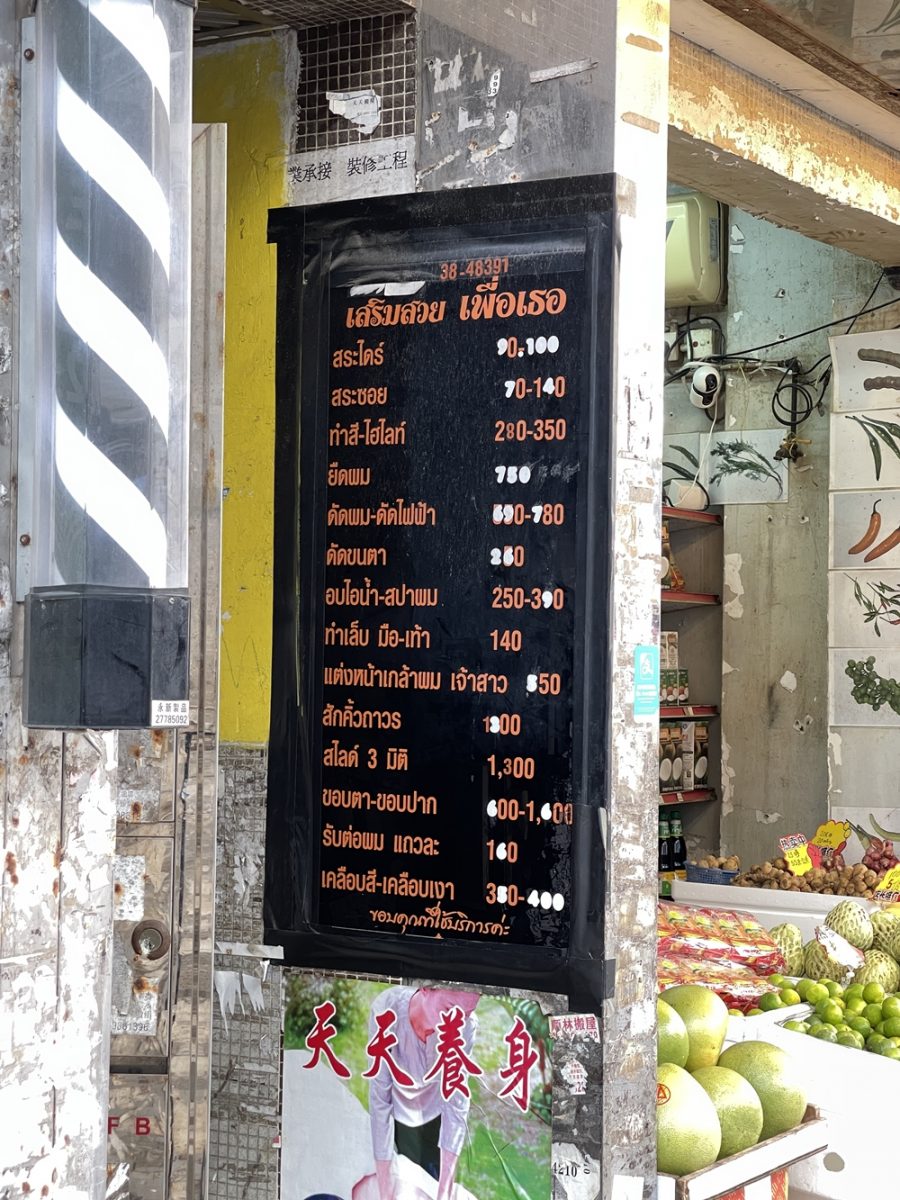 業承接 裝修工程
38-48391
เสริมสวย เพื่อเธอ
สระไดร์ 90.100
สระซอย 70-140
ทำสี-ไฮไลท์ 280-350
ยืดผม 750
ดัดผม-ดัดไฟฟ้า 590-780
ดัดขนตา 260
อบไอน้ำ-สปาผม 250-390
ทำเล็บ มือ-เท้า 140
แต่งหน้าเกล้าผม เจ้าสาว 550
สักคิ้วถาวร 1300
สไลด์ 3 มิติ 1,300
ขอบตา-ขอบปาก 600-1,600
รับต่อผม แถวละ 160
เคลือบสี-เคลือบเงา 350-400
ขอบคุณที่ใช้บริการค่ะ
永新製品
27785092
天天養身
FB